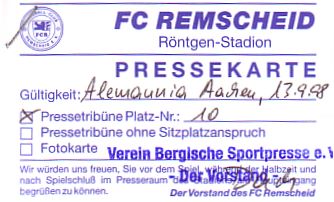 FC REMSCHEID
Röntgen-Stadion
FCR
REMSCHEID e.V.
PRESSEKARTE
Gültigkeit: Alemannia Aachen, 13.9.98
Pressetribüne Platz-Nr.: 10
Pressetribüne ohne Sitzplatzanspruch
Fotokarte
Verein Bergische Sportpresse e.V
Wir würden uns freuen, Sie vor dem Spiel, während der Halbzeit und
nach Spielschluß im Presseraum
begrüßen zu können.
- Der Vorstand -
Der Vorstand des FC Remscheid